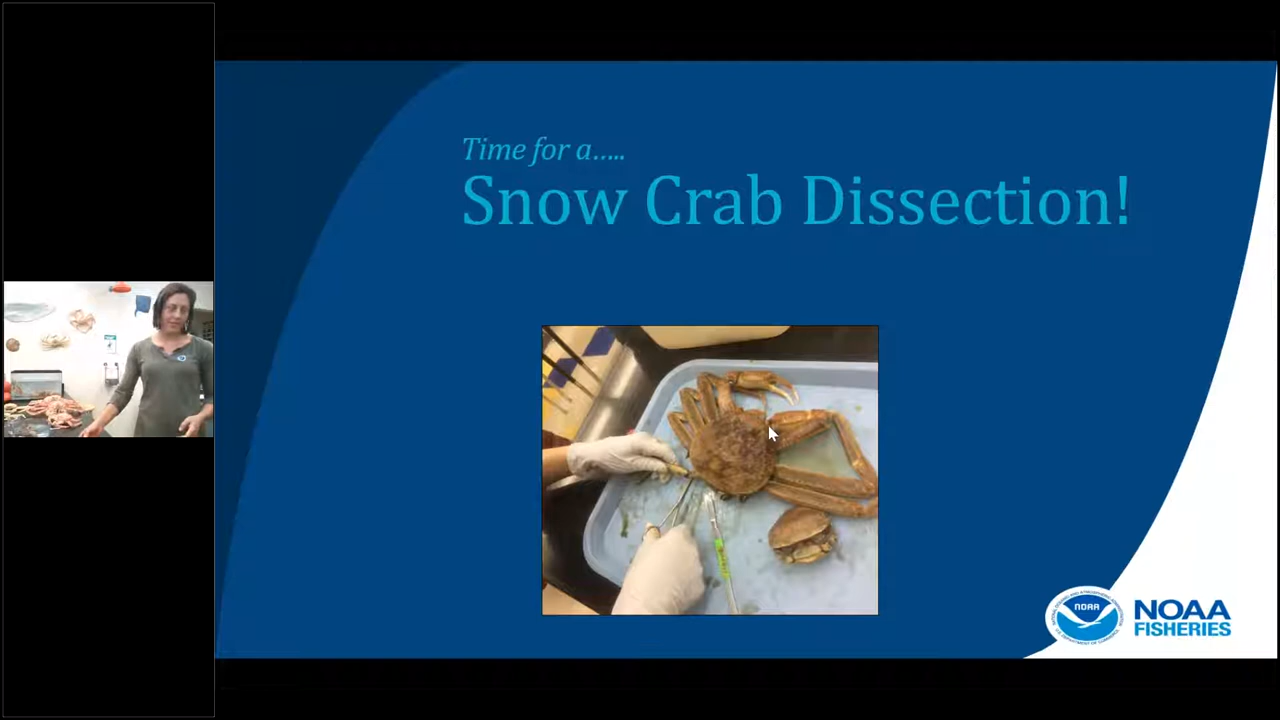 Time for a.....
Snow Crab Dissection!
NOAA
NOAA
FISHERIES